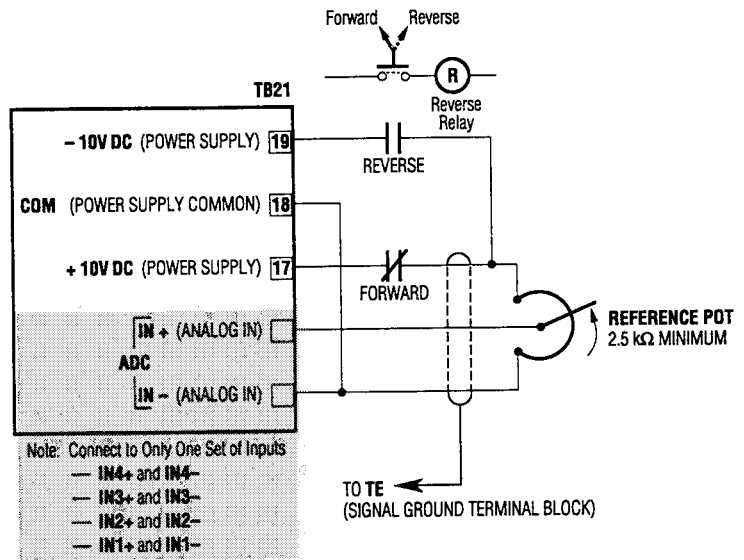 Forward Reverse
R
Reverse
Relay
TB21
– 10V DC (POWER SUPPLY) 19
REVERSE
COM (POWER SUPPLY COMMON) 18
+ 10V DC (POWER SUPPLY) 17
FORWARD
IN + (ANALOG IN)
ADC
IN – (ANALOG IN)
REFERENCE POT
2.5 kΩ MINIMUM
Note: Connect to Only One Set of Inputs
— IN4+ and IN4–
— IN3+ and IN3–
— IN2+ and IN2–
— IN1+ and IN1–
TO TE
(SIGNAL GROUND TERMINAL BLOCK)